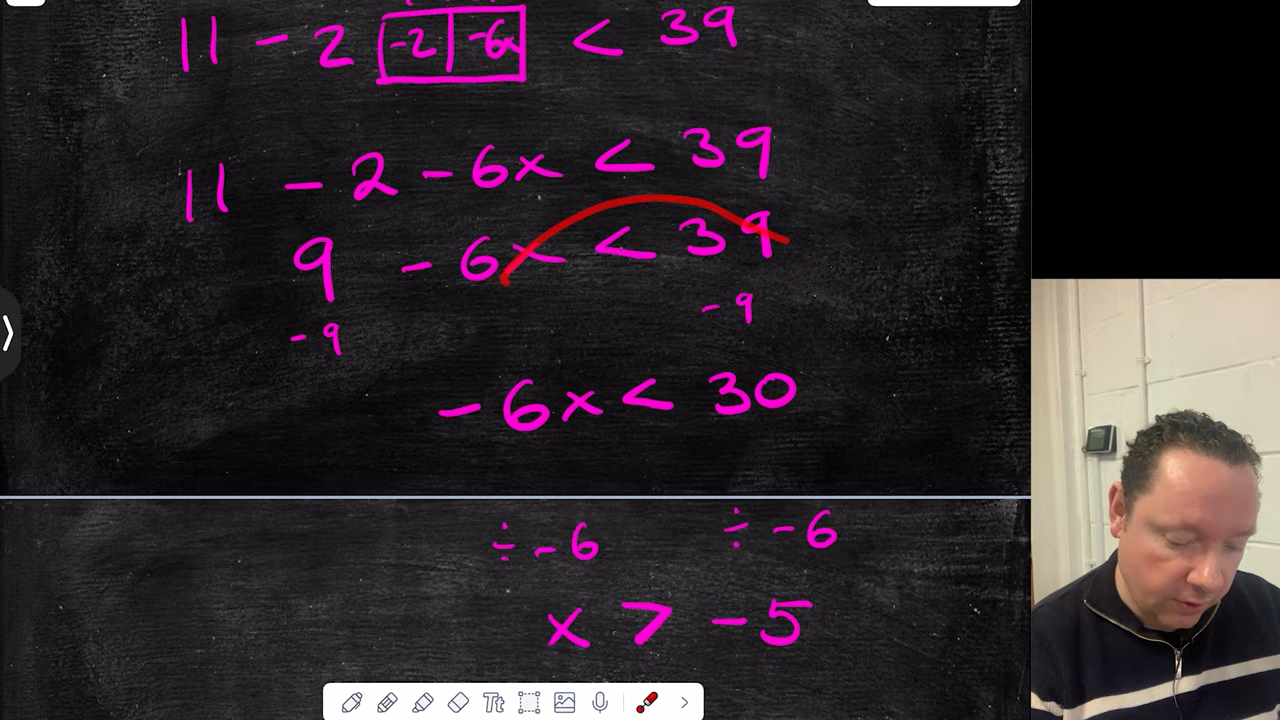 11 - 2 -2 -6x < 39
11 - 2 - 6x < 39
9 - 6x < 39
-9 -9
- 6x < 30
÷ -6 ÷ -6
x > -5
Tt